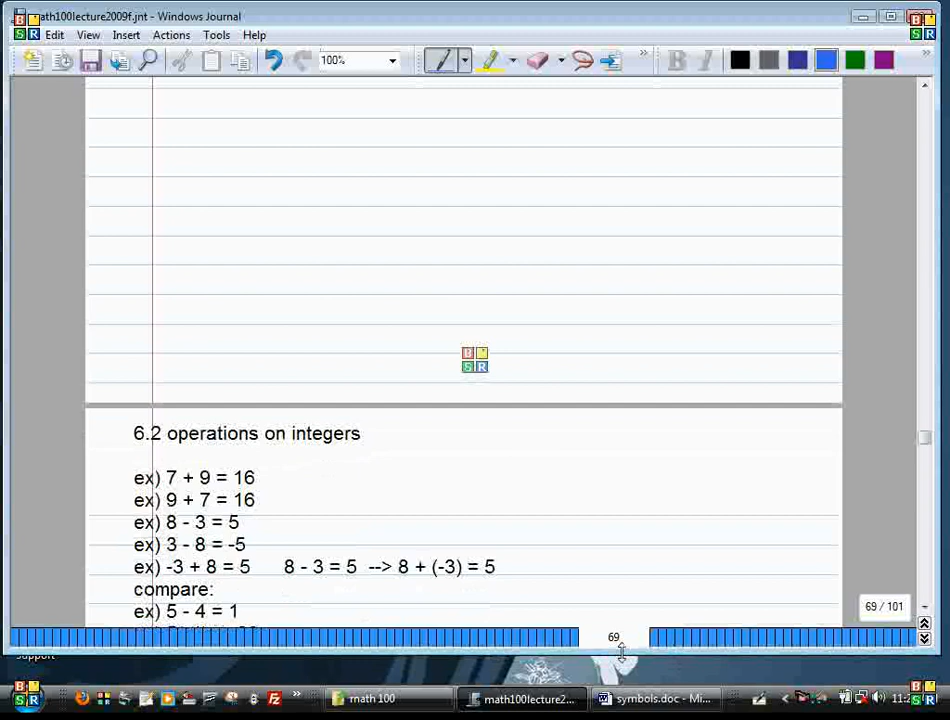 ath100lecture2009f.jnt - Windows Journal
Edit View Insert Actions Tools Help
100%
B I
B S R
6.2 operations on integers
ex) 7 + 9 = 16
ex) 9 + 7 = 16
ex) 8 - 3 = 5
ex) 3 - 8 = -5
ex) -3 + 8 = 5 8 - 3 = 5 --> 8 + (-3) = 5
compare:
ex) 5 - 4 = 1
69 / 101
69
support
math 100
math100lecture2...
symbols.doc - Mi...